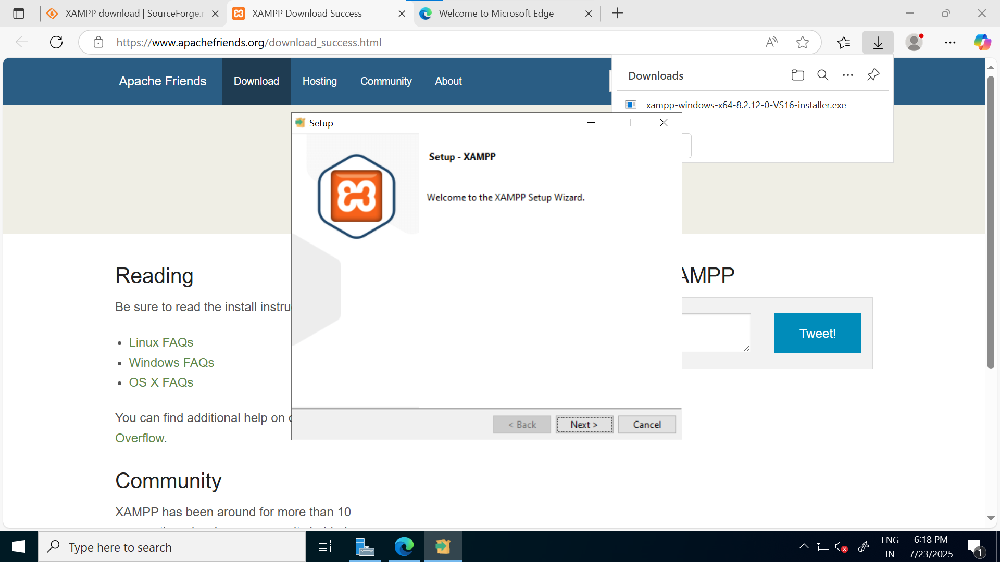 XAMPP download | SourceForge.n
XAMPP Download Success
Welcome to Microsoft Edge
https://www.apachefriends.org/download_success.html
Apache Friends
Download
Hosting
Community
About
Downloads
xampp-windows-x64-8.2.12-0-VS16-installer.exe
Setup
Setup - XAMPP
Welcome to the XAMPP Setup Wizard.
< Back
Next >
Cancel
Reading
Be sure to read the install instru
Linux FAQs
Windows FAQs
OS X FAQs
You can find additional help on
Overflow.
AMPP
Tweet!
Community
XAMPP has been around for more than 10
Type here to search
ENG
IN
6:18 PM
7/23/2025
1